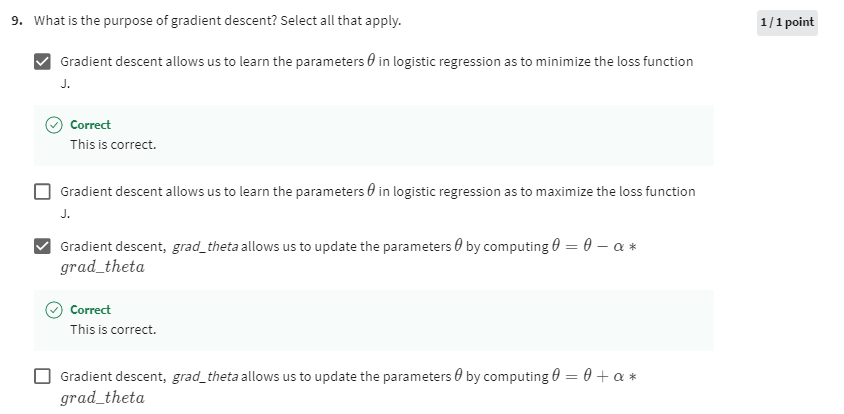 9. What is the purpose of gradient descent? Select all that apply.
1 / 1 point
Gradient descent allows us to learn the parameters θ in logistic regression as to minimize the loss function
J.
Correct
This is correct.
Gradient descent allows us to learn the parameters θ in logistic regression as to maximize the loss function
J.
Gradient descent, grad_theta allows us to update the parameters θ by computing θ = θ − α *
grad_theta
Correct
This is correct.
Gradient descent, grad_theta allows us to update the parameters θ by computing θ = θ + α *
grad_theta